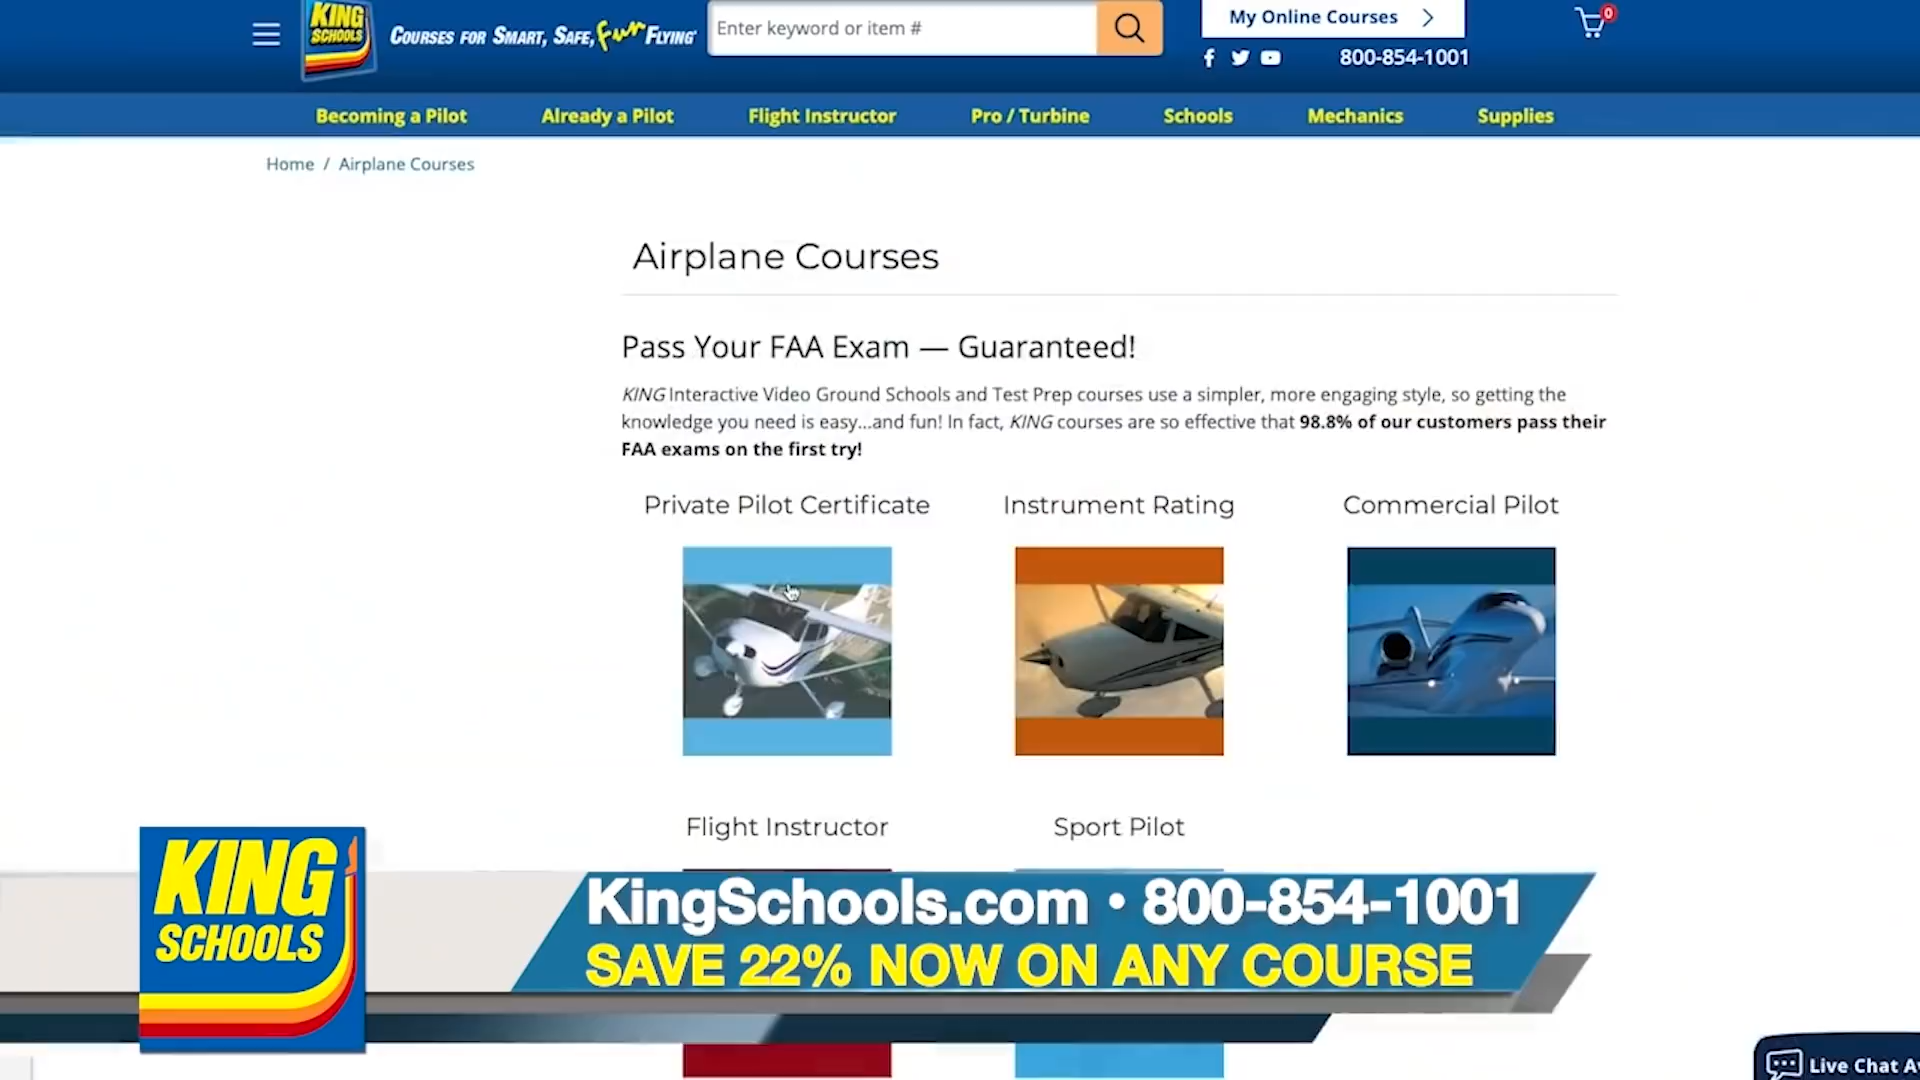 KING
SCHOOLS
COURSES FOR SMART, SAFE, Fun FLYING
Enter keyword or item #
My Online Courses
0
800-854-1001
Becoming a Pilot
Already a Pilot
Flight Instructor
Pro / Turbine
Schools
Mechanics
Supplies
Home / Airplane Courses
Airplane Courses
Pass Your FAA Exam — Guaranteed!
KING Interactive Video Ground Schools and Test Prep courses use a simpler, more engaging style, so getting the
knowledge you need is easy...and fun! In fact, KING courses are so effective that 98.8% of our customers pass their
FAA exams on the first try!
Private Pilot Certificate
Instrument Rating
Commercial Pilot
Flight Instructor
Sport Pilot
KING
SCHOOLS
KingSchools.com • 800-854-1001
SAVE 22% NOW ON ANY COURSE
Live Chat